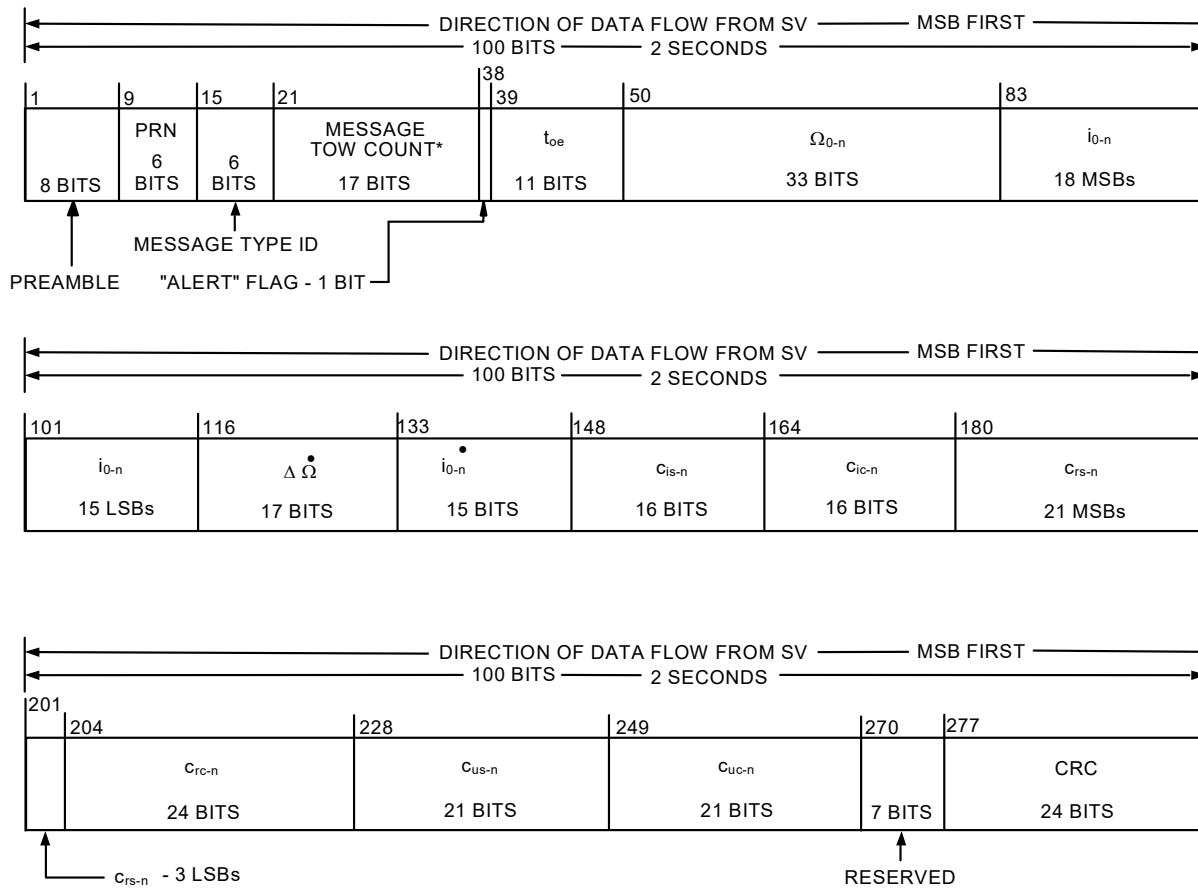 DIRECTION OF DATA FLOW FROM SV MSB FIRST
100 BITS 2 SECONDS
1 9 15 21 38 39 50 83
8 BITS
PRN
6
BITS
6
BITS
MESSAGE
TOW COUNT*
17 BITS
toe
11 BITS
Ω0-n
33 BITS
i0-n
18 MSBs
MESSAGE TYPE ID
PREAMBLE
"ALERT" FLAG - 1 BIT
DIRECTION OF DATA FLOW FROM SV MSB FIRST
100 BITS 2 SECONDS
101 116 133 148 164 180
i0-n
15 LSBs
Δ Ω̇
17 BITS
i̇0-n
15 BITS
cis-n
16 BITS
cic-n
16 BITS
crs-n
21 MSBs
DIRECTION OF DATA FLOW FROM SV MSB FIRST
100 BITS 2 SECONDS
201 204 228 249 270 277
crc-n
24 BITS
cus-n
21 BITS
cuc-n
21 BITS
7 BITS
CRC
24 BITS
crs-n - 3 LSBs
RESERVED